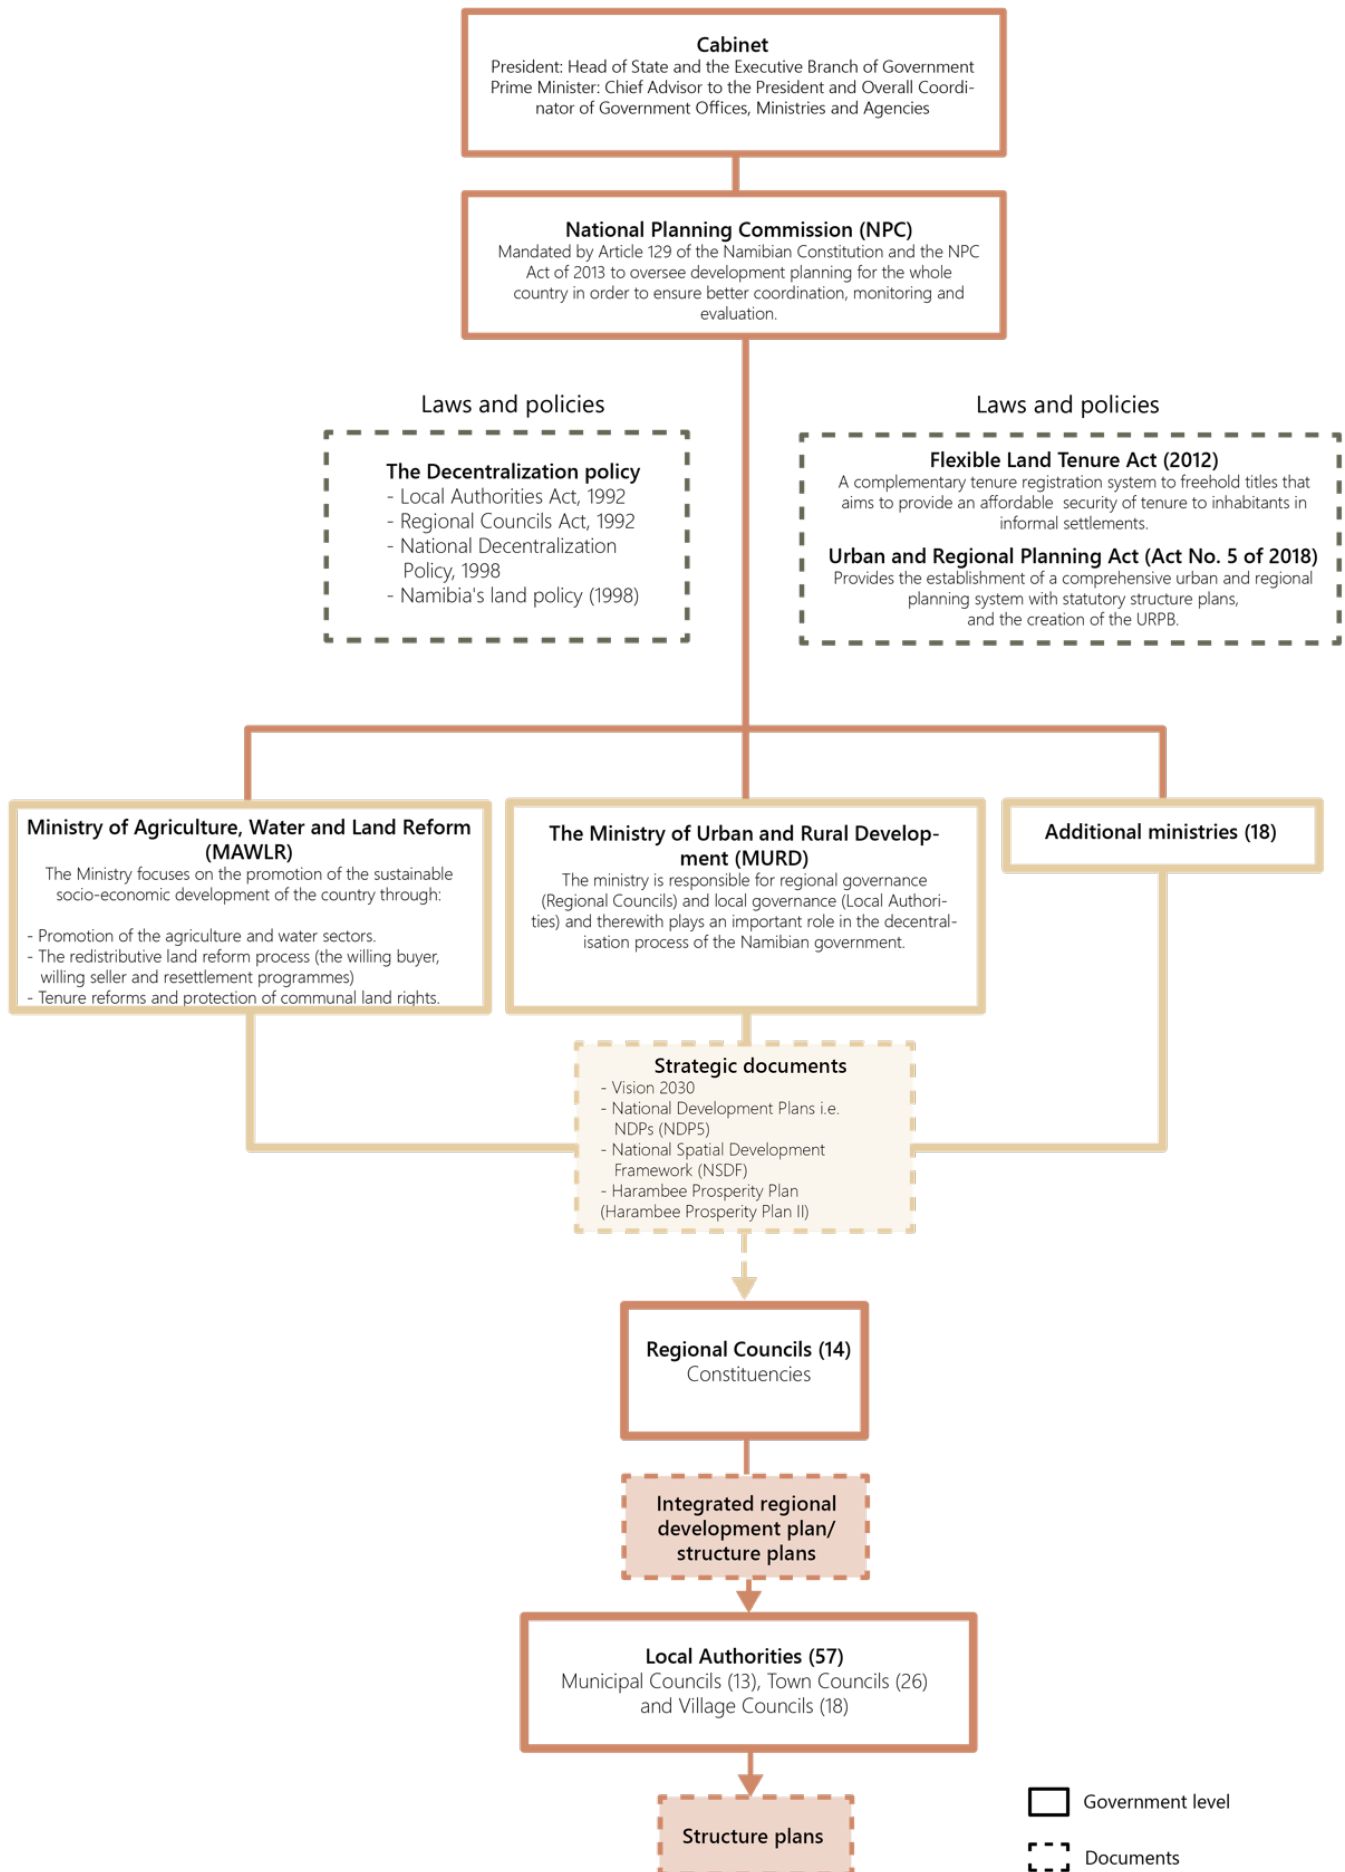 Cabinet
President: Head of State and the Executive Branch of Government
Prime Minister: Chief Advisor to the President and Overall Coordi-
nator of Government Offices, Ministries and Agencies
National Planning Commission (NPC)
Mandated by Article 129 of the Namibian Constitution and the NPC
Act of 2013 to oversee development planning for the whole
country in order to ensure better coordination, monitoring and
evaluation.
Laws and policies
The Decentralization policy
- Local Authorities Act, 1992
- Regional Councils Act, 1992
- National Decentralization
Policy, 1998
- Namibia's land policy (1998)
Laws and policies
Flexible Land Tenure Act (2012)
A complementary tenure registration system to freehold titles that
aims to provide an affordable security of tenure to inhabitants in
informal settlements.
Urban and Regional Planning Act (Act No. 5 of 2018)
Provides the establishment of a comprehensive urban and regional
planning system with statutory structure plans,
and the creation of the URPB.
Ministry of Agriculture, Water and Land Reform
(MAWLR)
The Ministry focuses on the promotion of the sustainable
socio-economic development of the country through:
- Promotion of the agriculture and water sectors.
- The redistributive land reform process (the willing buyer,
willing seller and resettlement programmes)
- Tenure reforms and protection of communal land rights.
The Ministry of Urban and Rural Develop-
ment (MURD)
The ministry is responsible for regional governance
(Regional Councils) and local governance (Local Authori-
ties) and therewith plays an important role in the decentral-
isation process of the Namibian government.
Additional ministries (18)
Strategic documents
- Vision 2030
- National Development Plans i.e.
NDPs (NDP5)
- National Spatial Development
Framework (NSDF)
- Harambee Prosperity Plan
(Harambee Prosperity Plan II)
Regional Councils (14)
Constituencies
Integrated regional
development plan/
structure plans
Local Authorities (57)
Municipal Councils (13), Town Councils (26)
and Village Councils (18)
Structure plans
Government level
Documents